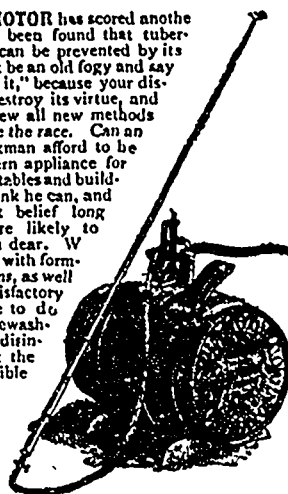 MOTOR has scored anothe
been found that tuber-
can be prevented by its
be an old fogy and say
it," because your dis-
estroy its virtue, and
ew all new methods
e the race. Can an
kman afford to be
ern appliance for
tables and build-
nk he can, and
t belief long
re likely to
dear. W
with form-
ns, as well
isfactory
e to do
ewash-
disin-
the
ible